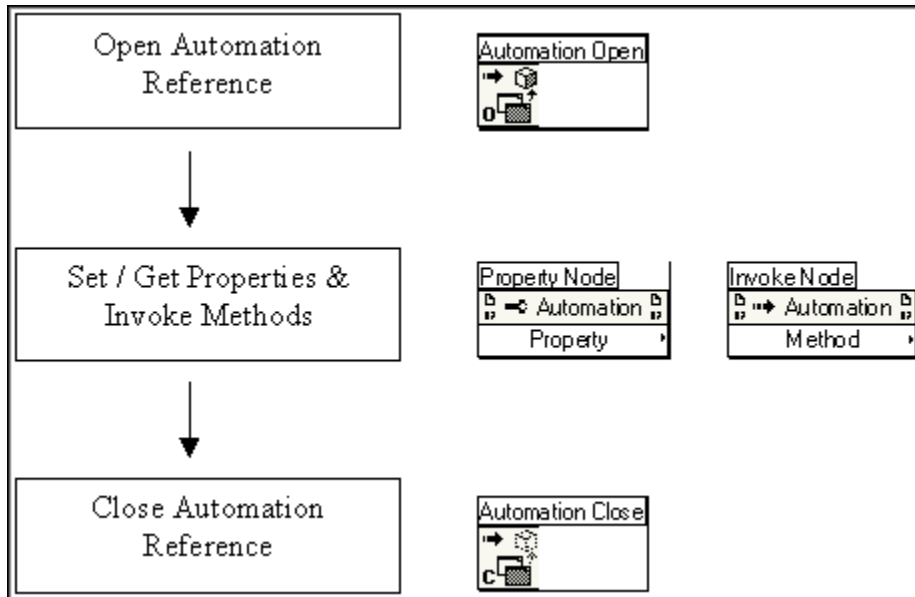 Open Automation
Reference
Automation Open
O
Set / Get Properties &
Invoke Methods
Property Node
Automation
Property
Invoke Node
Automation
Method
Close Automation
Reference
Automation Close
C